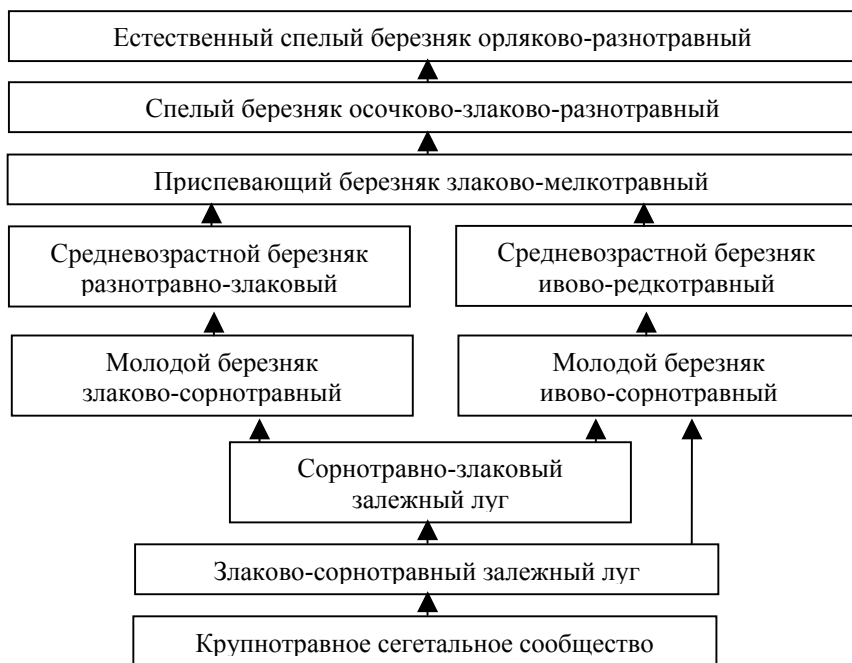 Естественный спелый березняк орляково-разнотравный
Спелый березняк осочково-злаково-разнотравный
Приспевающий березняк злаково-мелкотравный
Средневозрастной березняк
разнотравно-злаковый
Средневозрастной березняк
ивово-редкотравный
Молодой березняк
злаково-сорнотравный
Молодой березняк
ивово-сорнотравный
Сорнотравно-злаковый
залежный луг
Злаково-сорнотравный залежный луг
Крупнотравное сегетальное сообщество